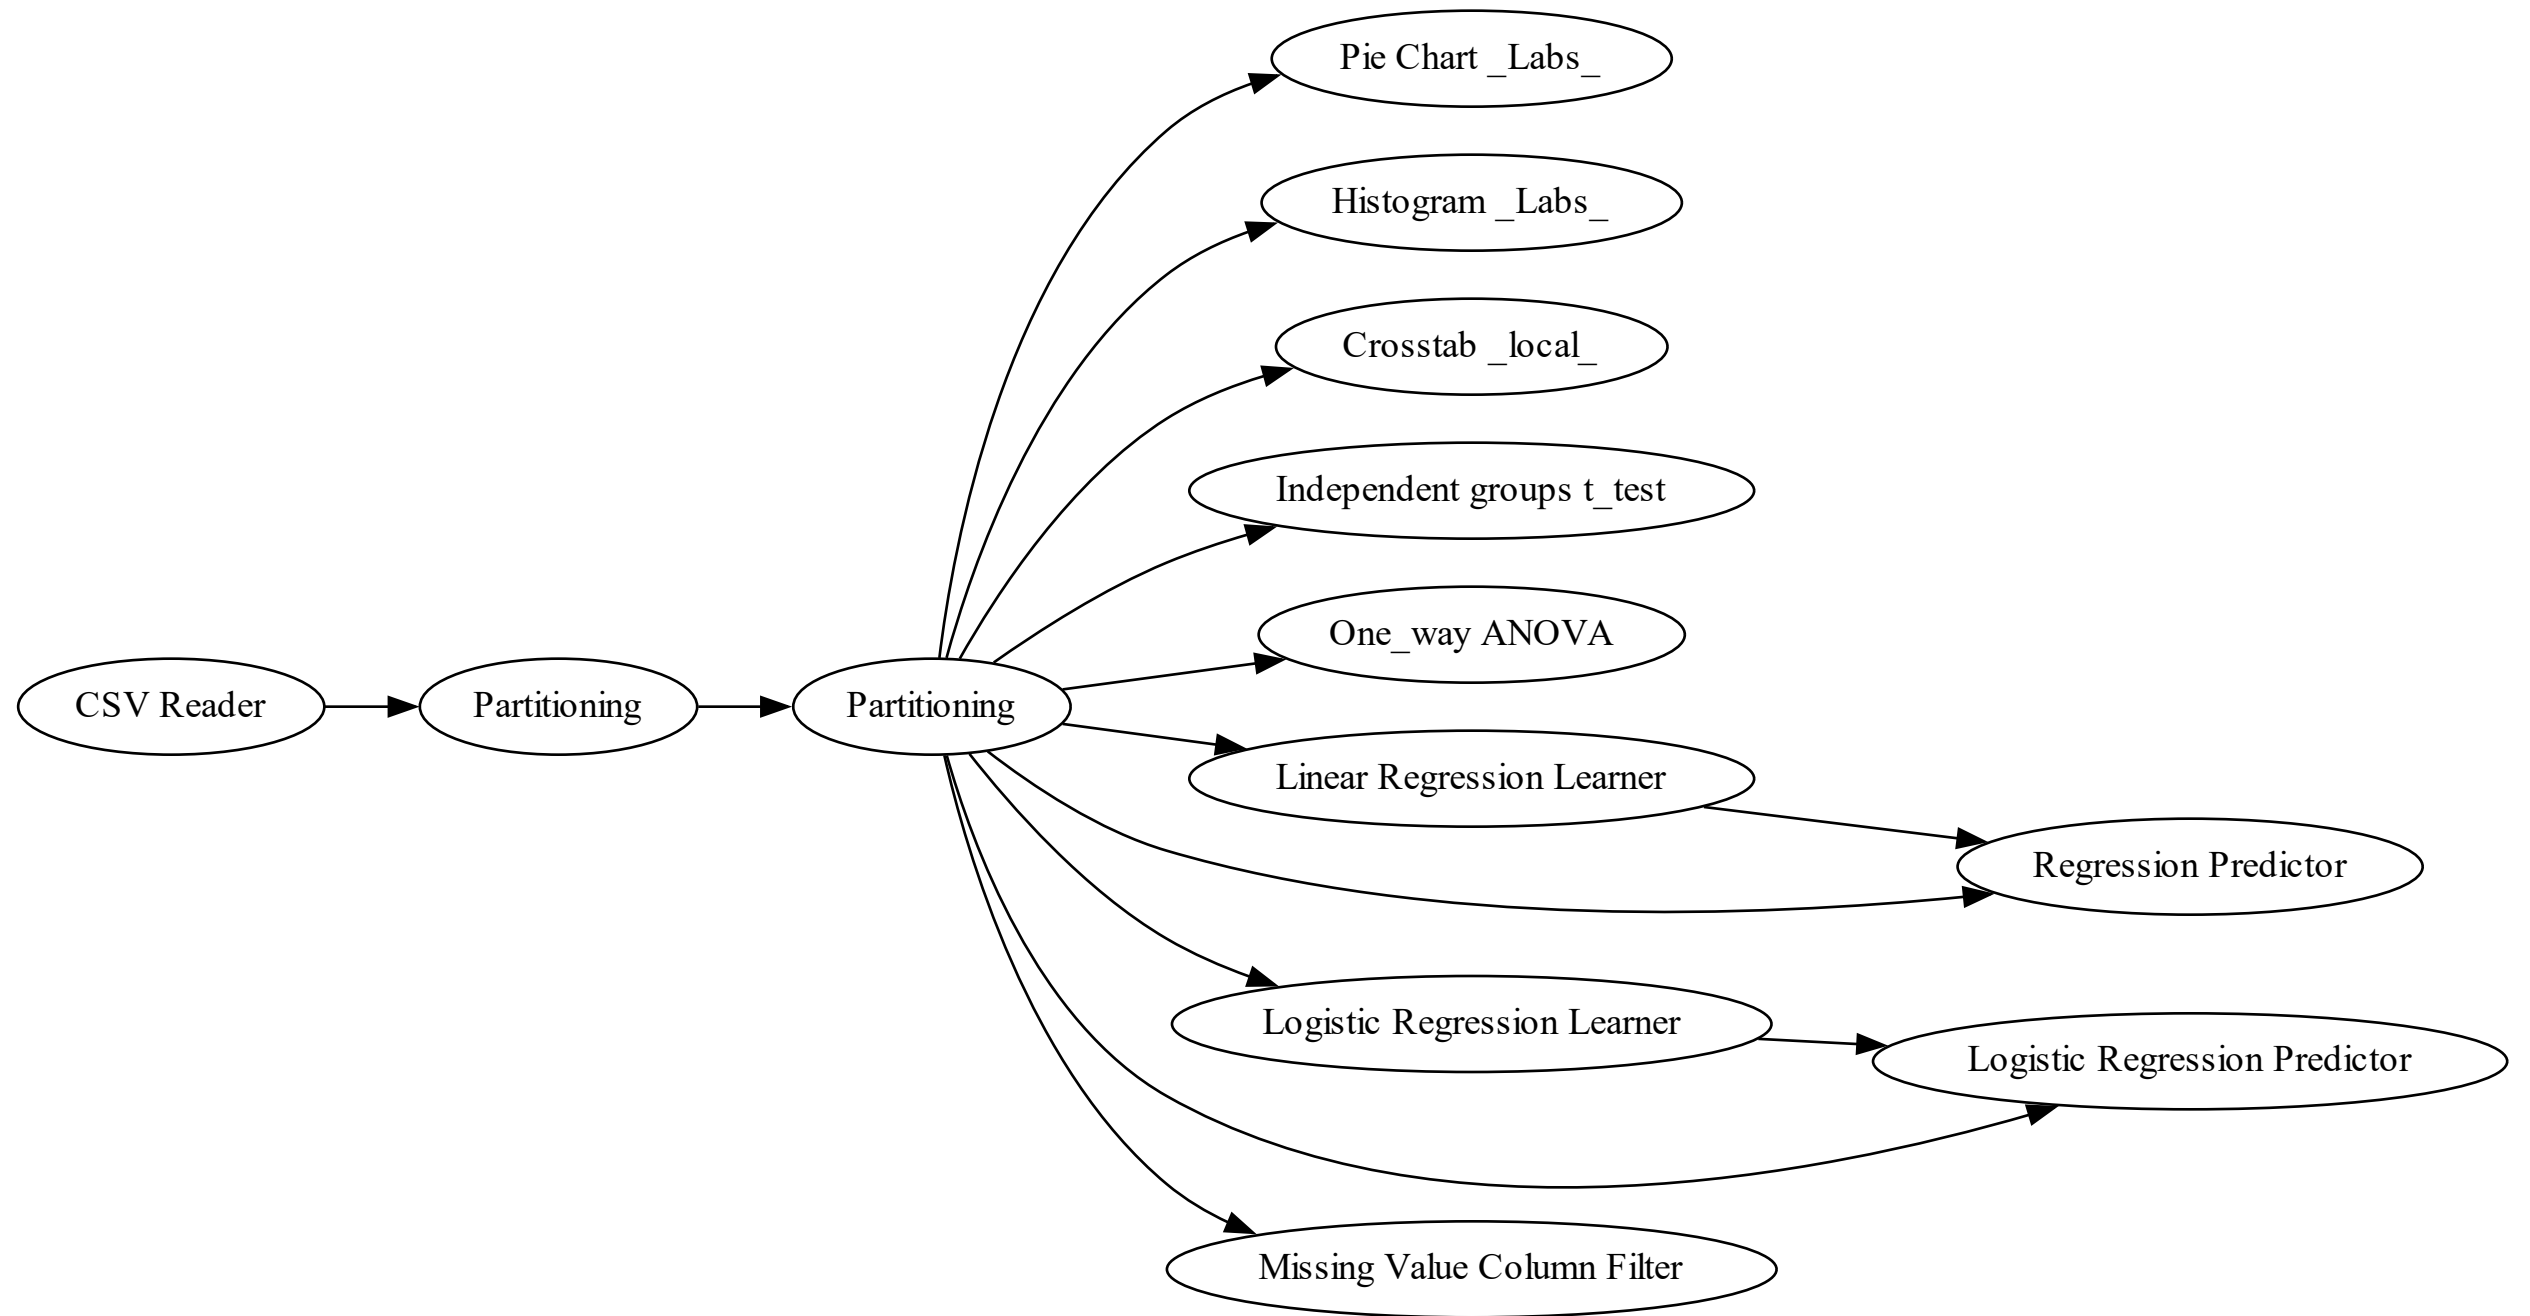 Pie Chart _Labs_
Histogram _Labs_
Crosstab _local_
Independent groups t_test
One_way ANOVA
CSV Reader
Partitioning
Partitioning
Linear Regression Learner
Regression Predictor
Logistic Regression Learner
Logistic Regression Predictor
Missing Value Column Filter